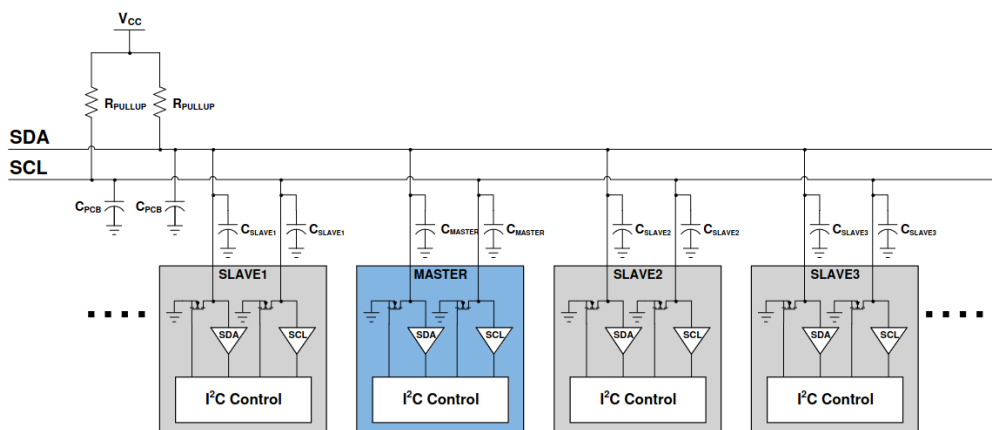 VCC
RPULLUP RPULLUP
SDA
SCL
CPCB CPCB
CSLAVE1 CSLAVE1 CMASTER CMASTER CSLAVE2 CSLAVE2 CSLAVE3 CSLAVE3
SLAVE1 MASTER SLAVE2 SLAVE3
SDA SCL SDA SCL SDA SCL SDA SCL
I²C Control I²C Control I²C Control I²C Control